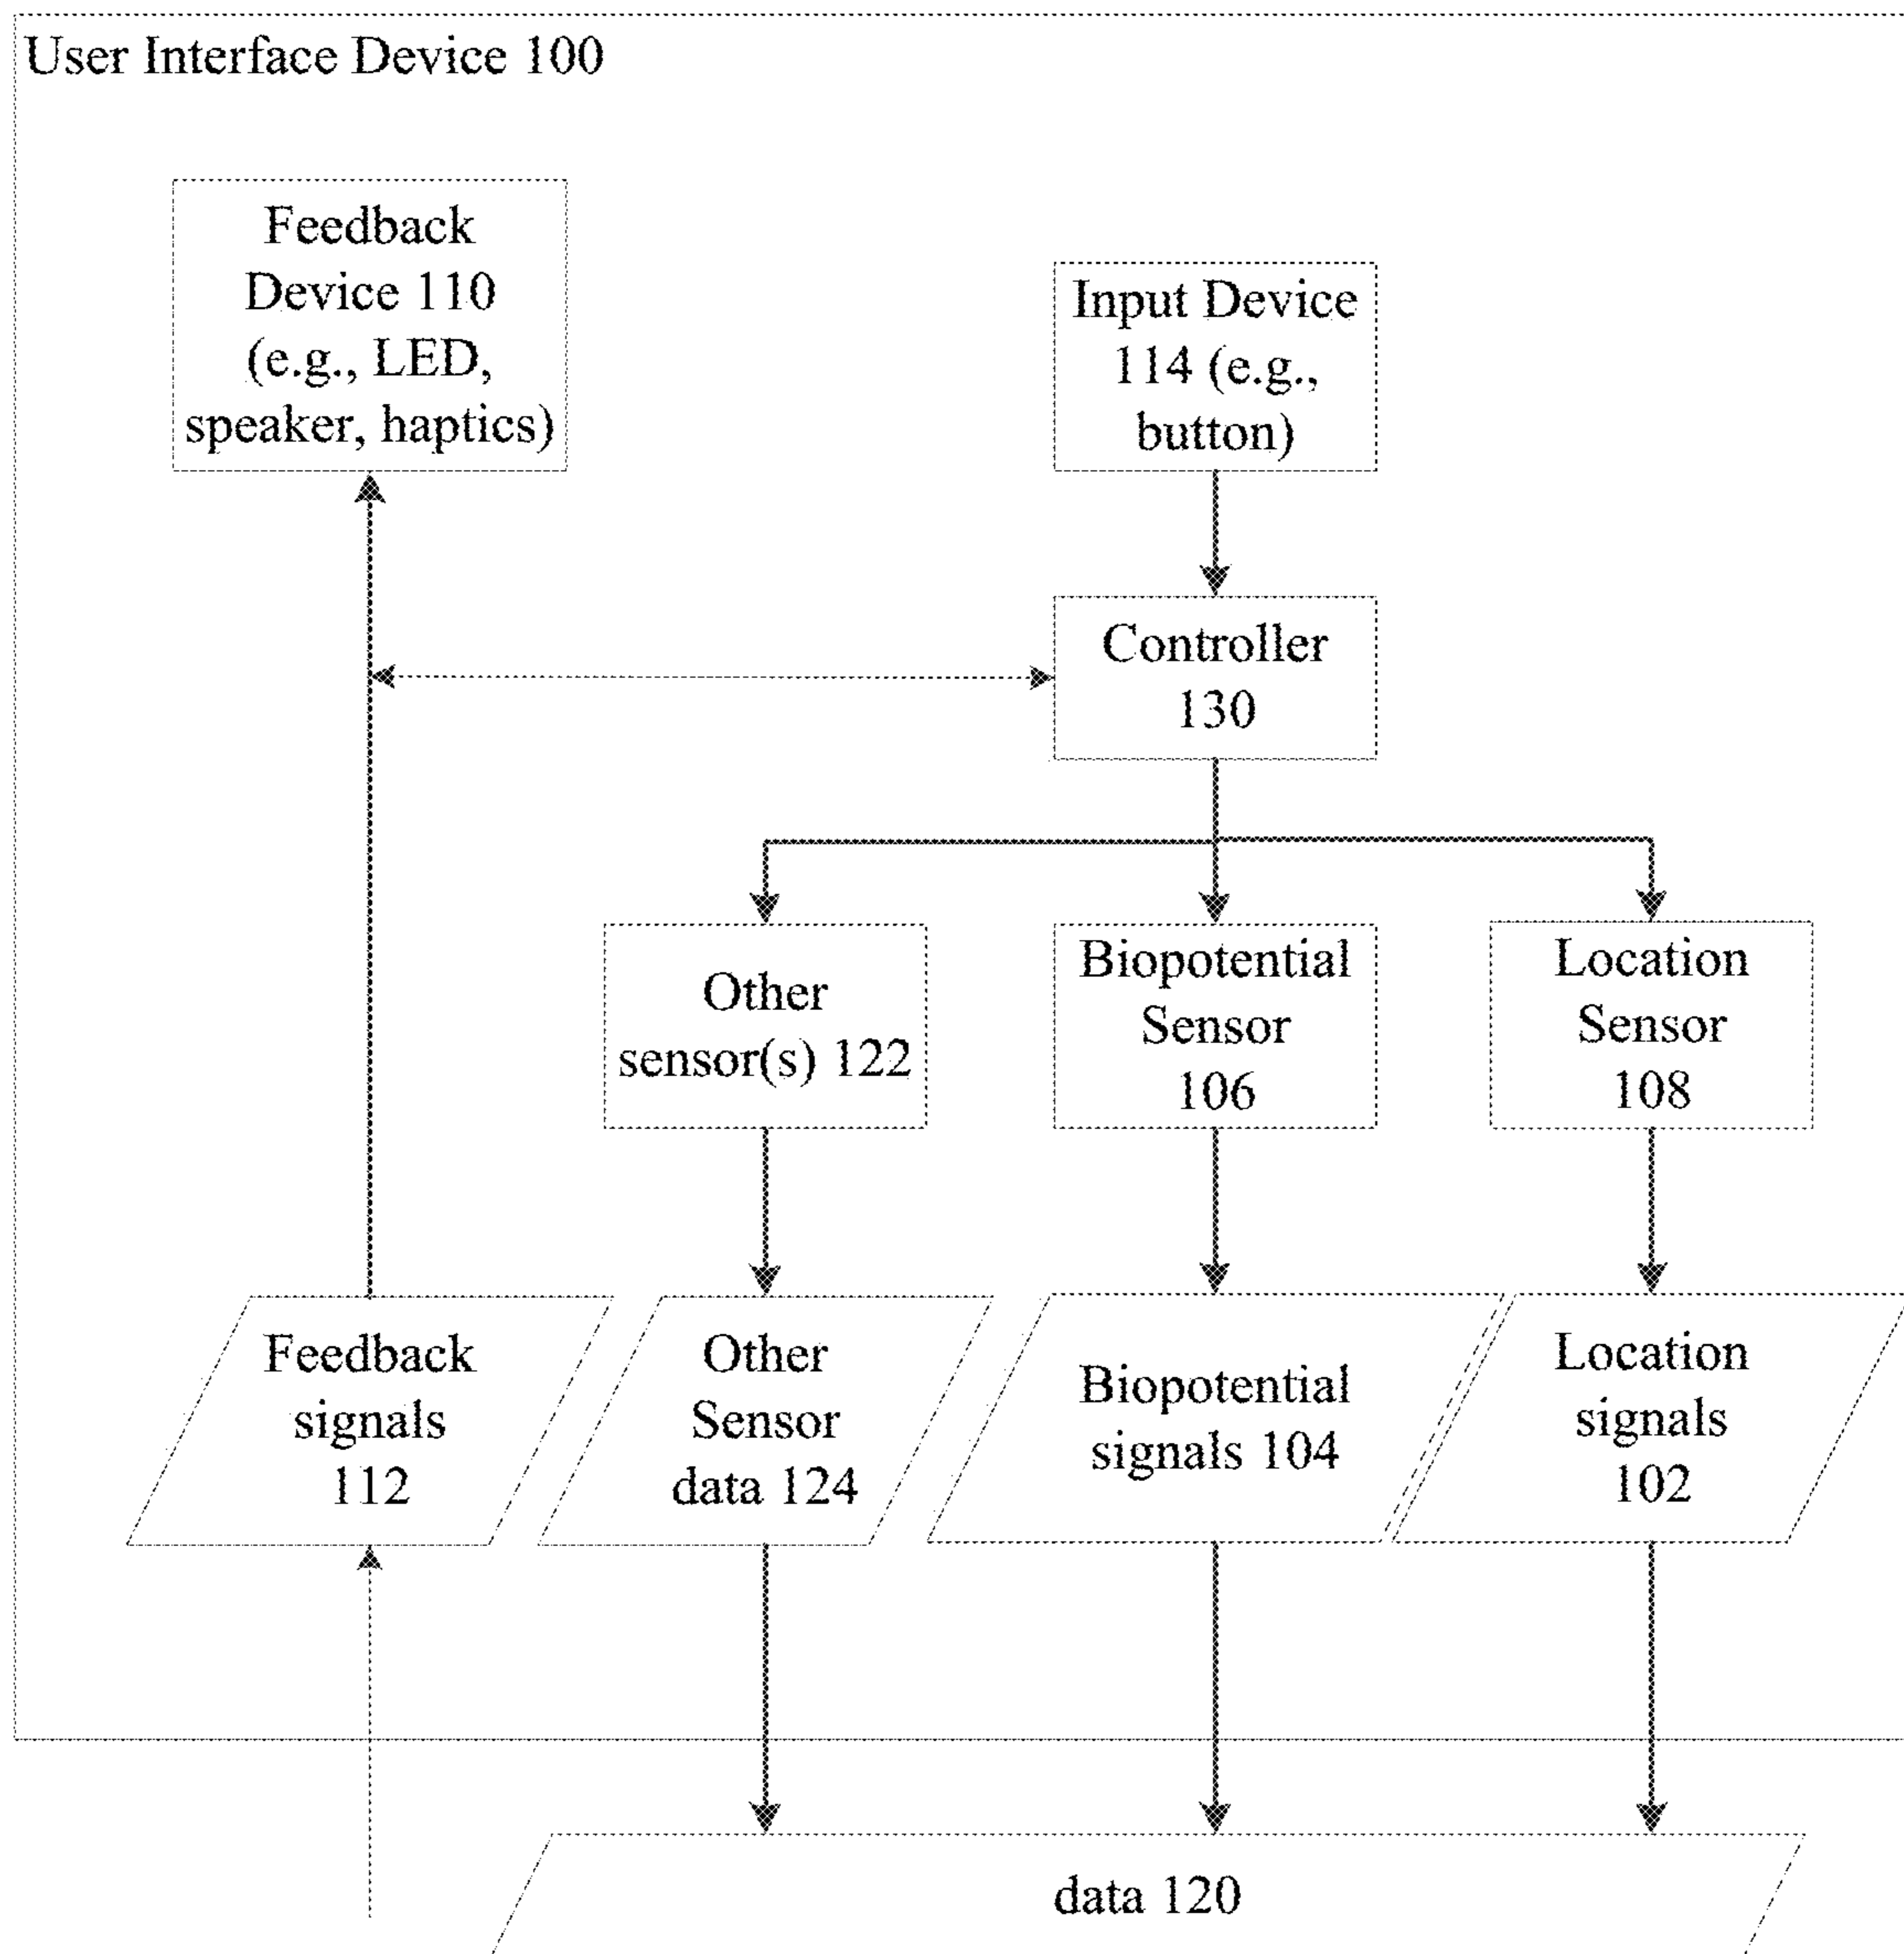 User Interface Device 100
Feedback
Device 110
(e.g., LED,
speaker, haptics)
Input Device
114 (e.g.,
button)
Controller
130
Other
sensor(s) 122
Biopotential
Sensor
106
Location
Sensor
108
Feedback
signals
112
Other
Sensor
data 124
Biopotential
signals 104
Location
signals
102
data 120